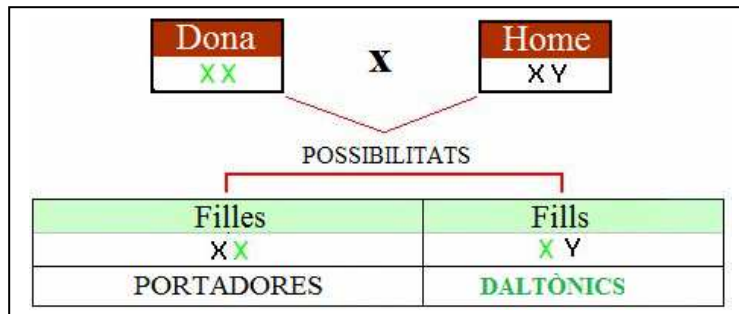 Dona x Home
X X X Y
POSSIBILITATS
Filles Fills
X X X Y
PORTADORES DALTÒNICS